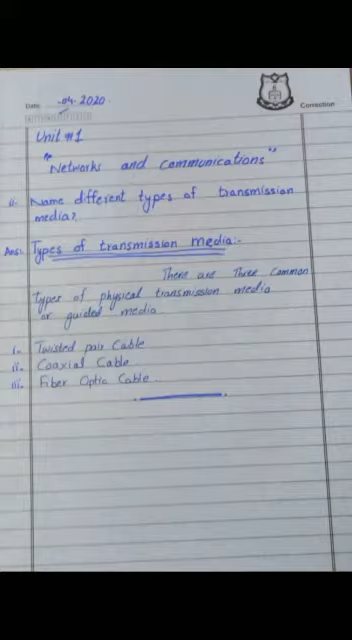 Date: .04.2020
Correction
Unit #1
"Networks and communications"
ii- Name different types of transmission
media?
Ans: Types of transmission media:-
There are Three common
types of physical transmission media
or guided media
i. Twisted pair Cable
ii. Coaxial Cable
iii. Fiber Optic Cable.